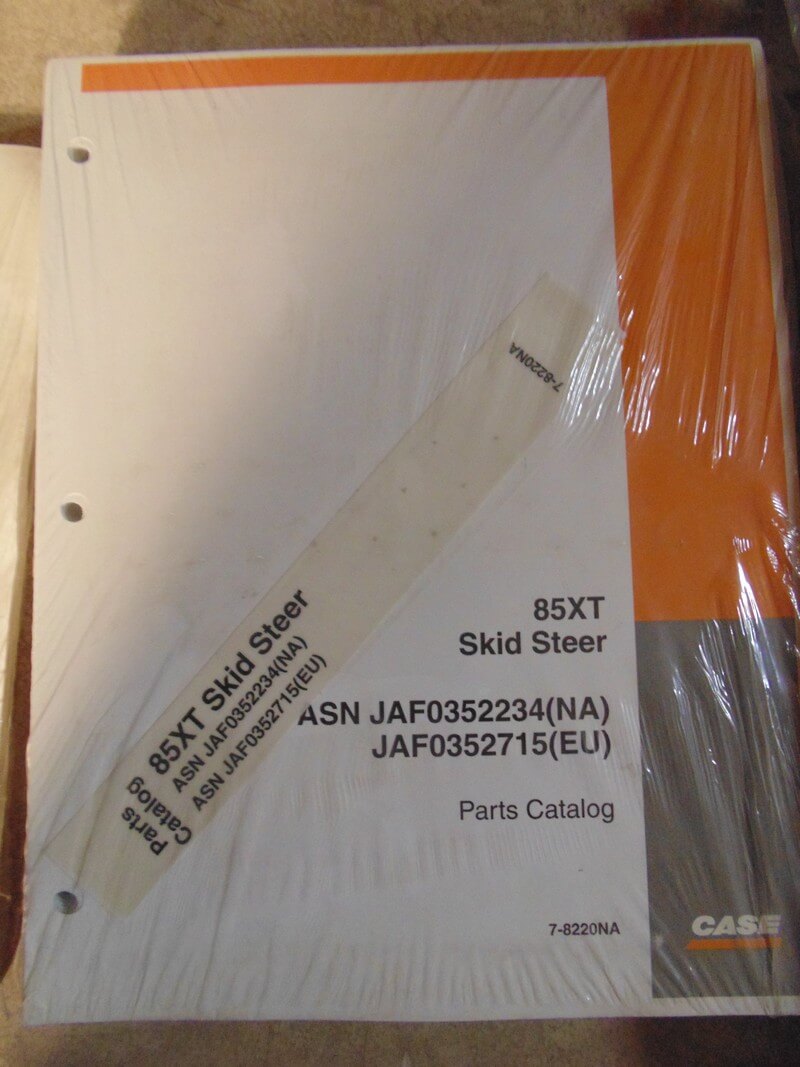 7-8220NA
85XT Skid Steer
ASN JAF0352234(NA)
ASN JAF0352715(EU)
Parts
Catalog
85XT
Skid Steer
ASN JAF0352234(NA)
JAF0352715(EU)
Parts Catalog
7-8220NA
CASE